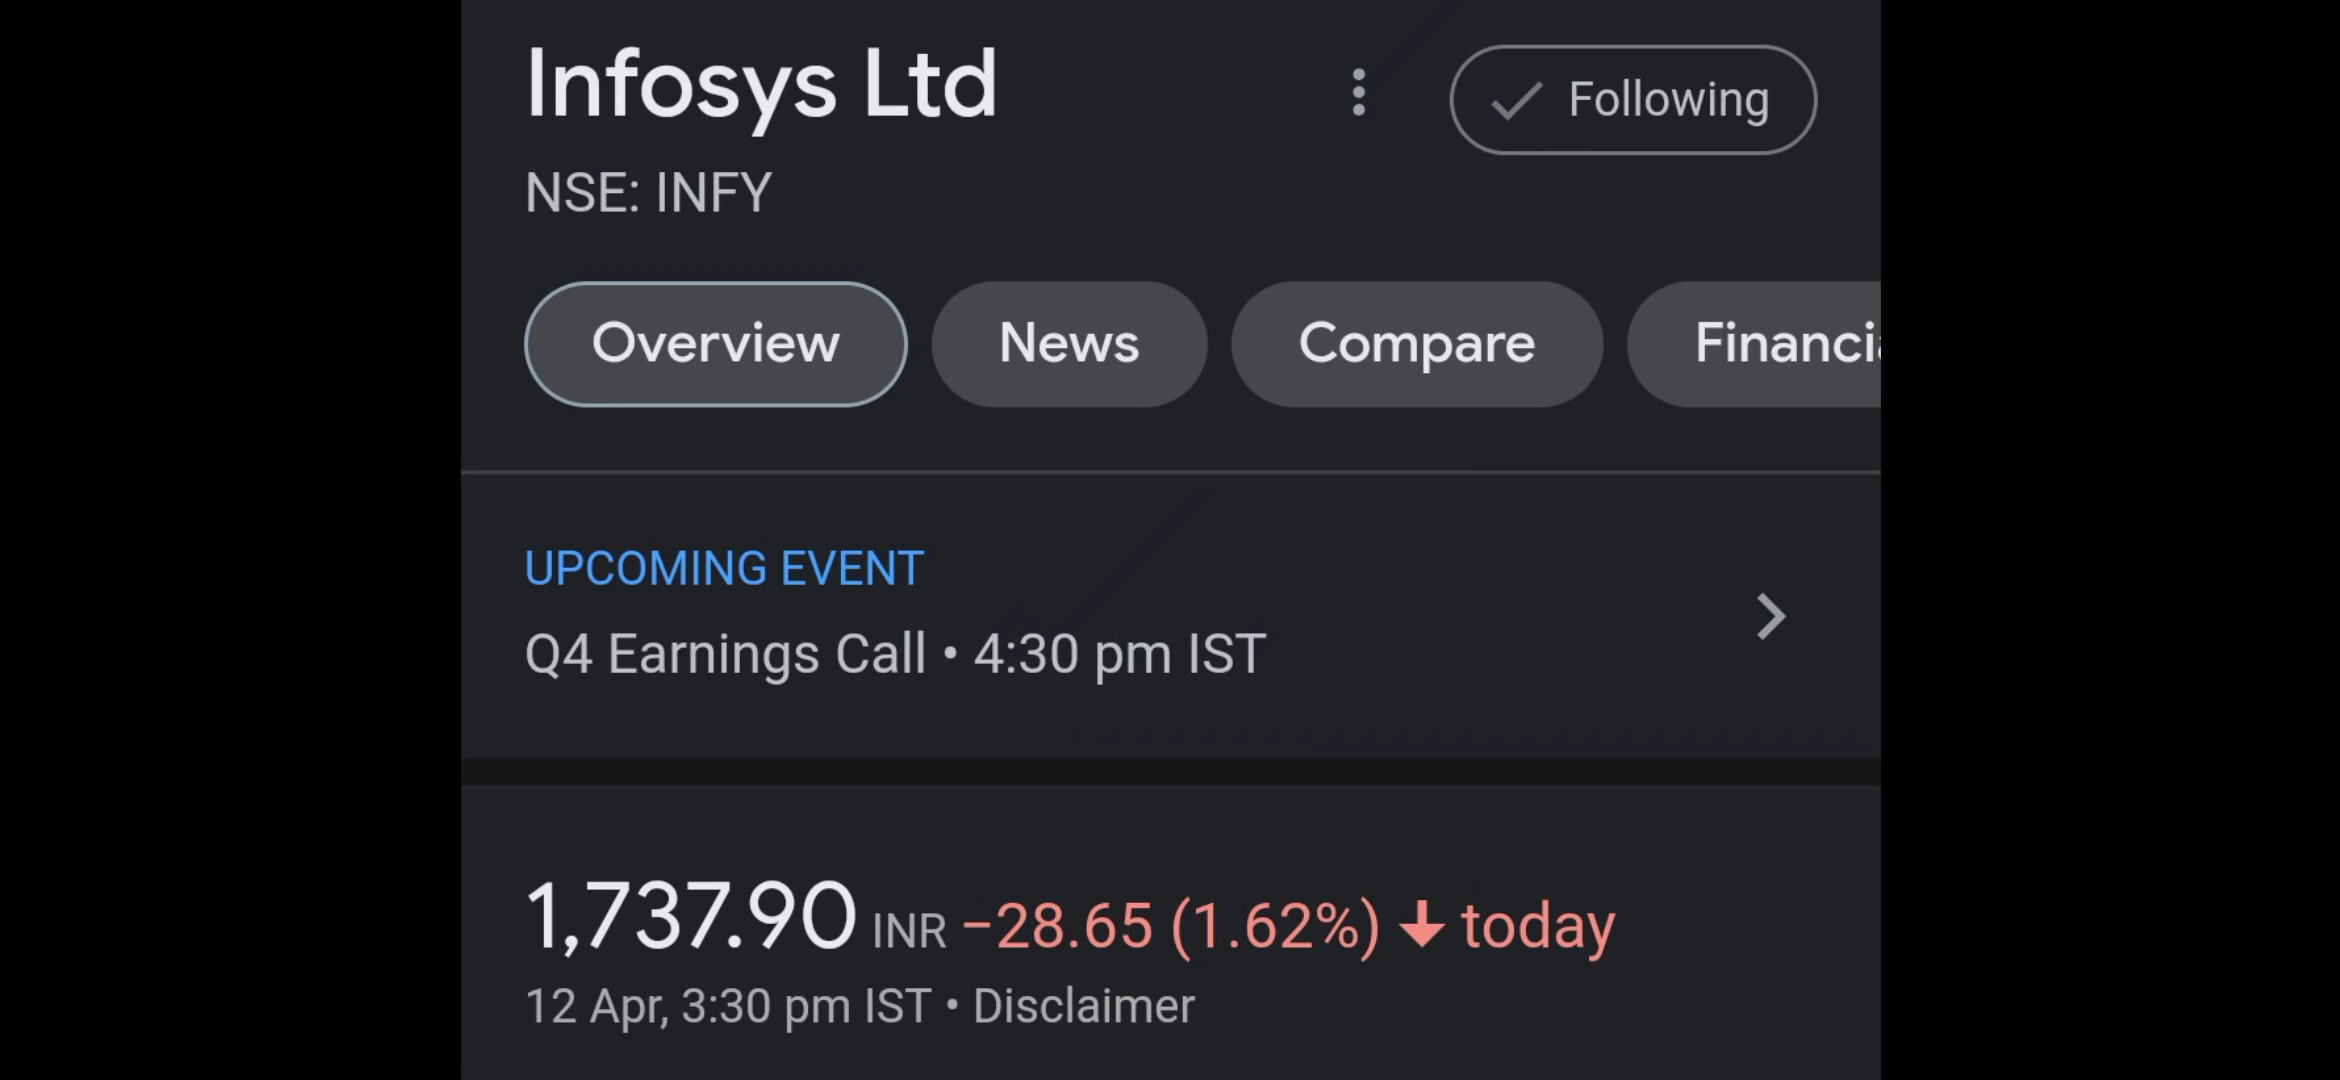 Infosys Ltd
Following
NSE: INFY
Overview
News
Compare
Financi
UPCOMING EVENT
Q4 Earnings Call • 4:30 pm IST
1,737.90 INR −28.65 (1.62%) ↓ today
12 Apr, 3:30 pm IST • Disclaimer